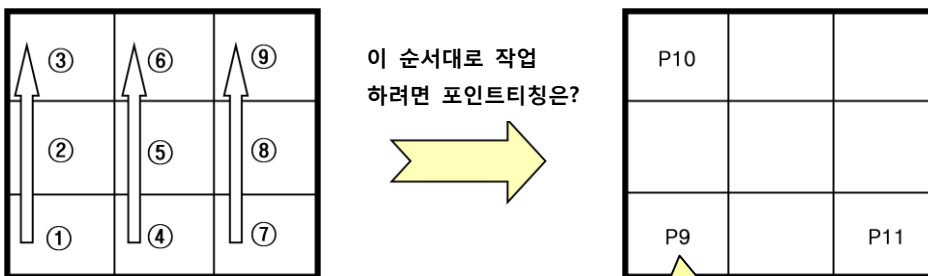 ③ ⑥ ⑨
② ⑤ ⑧
① ④ ⑦
이 순서대로 작업
하려면 포인트티칭은?
P10
P9 P11